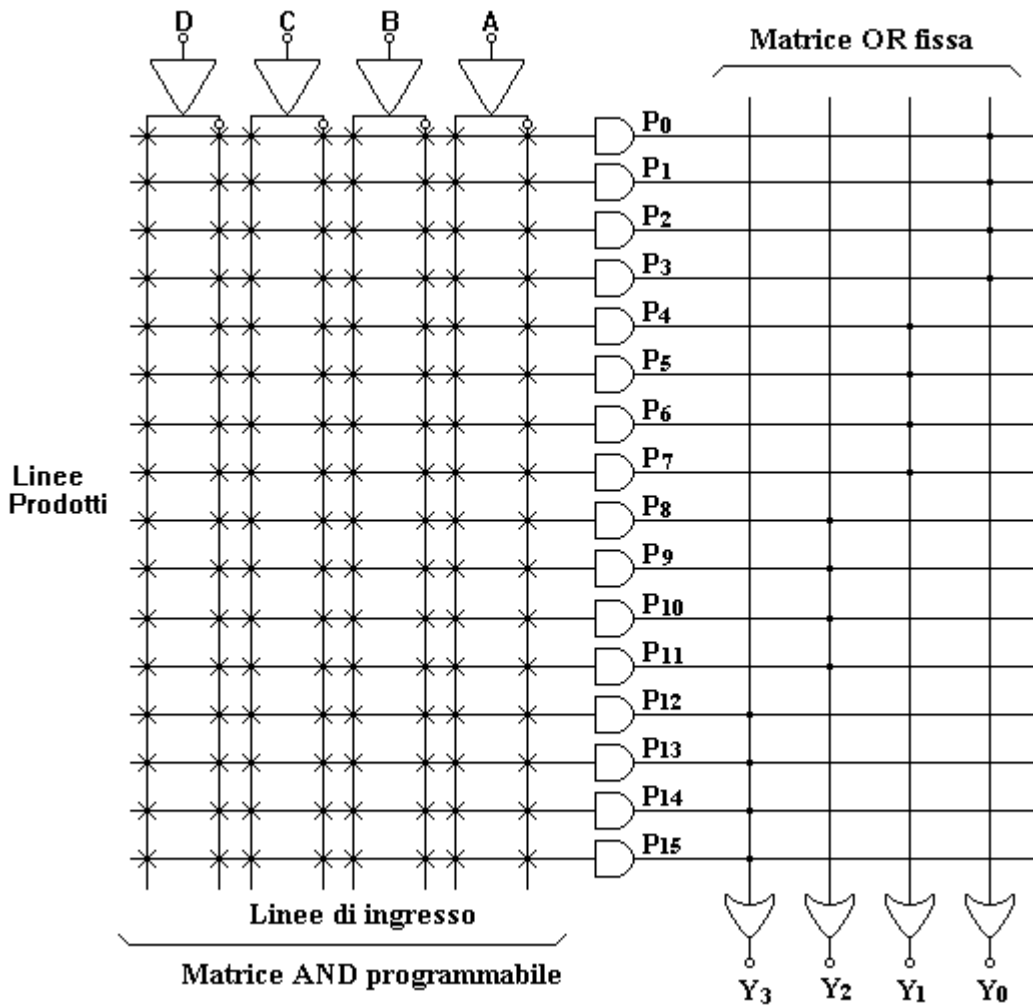 D C B A
Matrice OR fissa
P0
P1
P2
P3
P4
P5
P6
P7
Linee
Prodotti
P8
P9
P10
P11
P12
P13
P14
P15
Linee di ingresso
Matrice AND programmabile
Y3 Y2 Y1 Y0